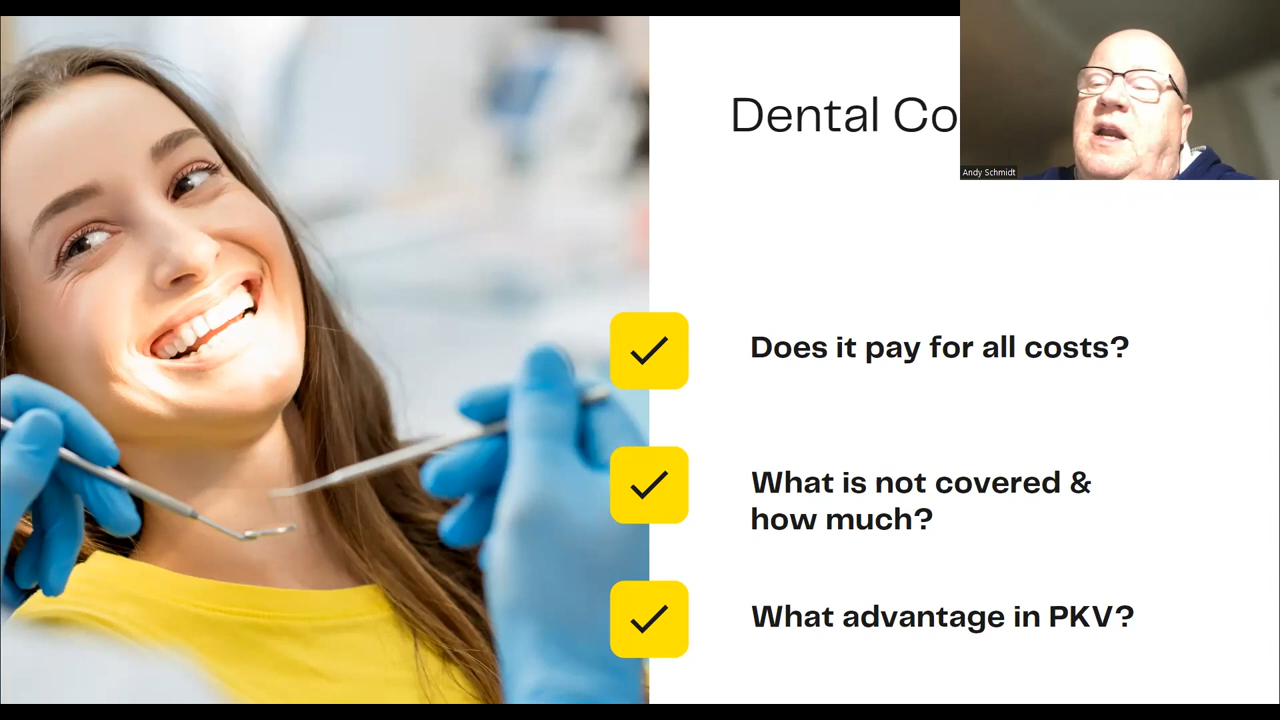 Dental Co
Andy Schmidt
Does it pay for all costs?
What is not covered &
how much?
What advantage in PKV?